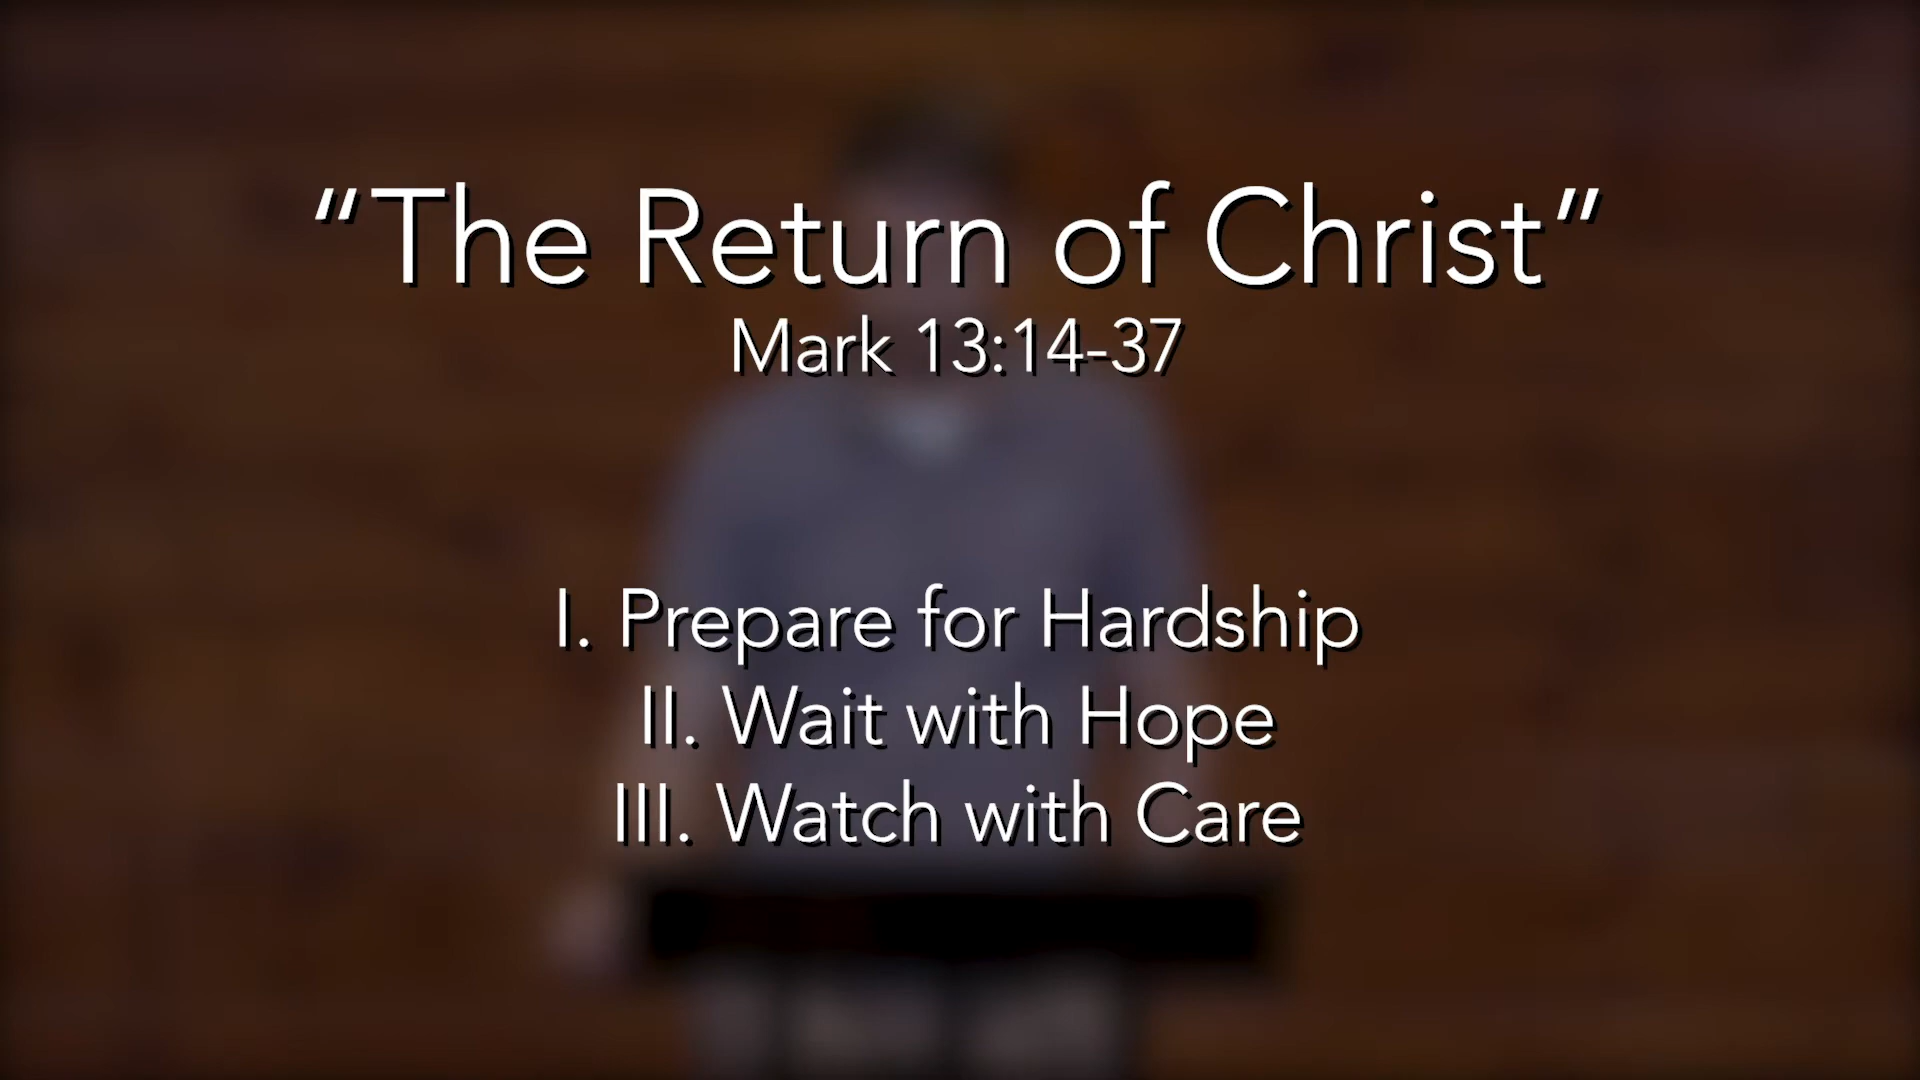 “The Return of Christ”
Mark 13:14-37
I. Prepare for Hardship
II. Wait with Hope
III. Watch with Care